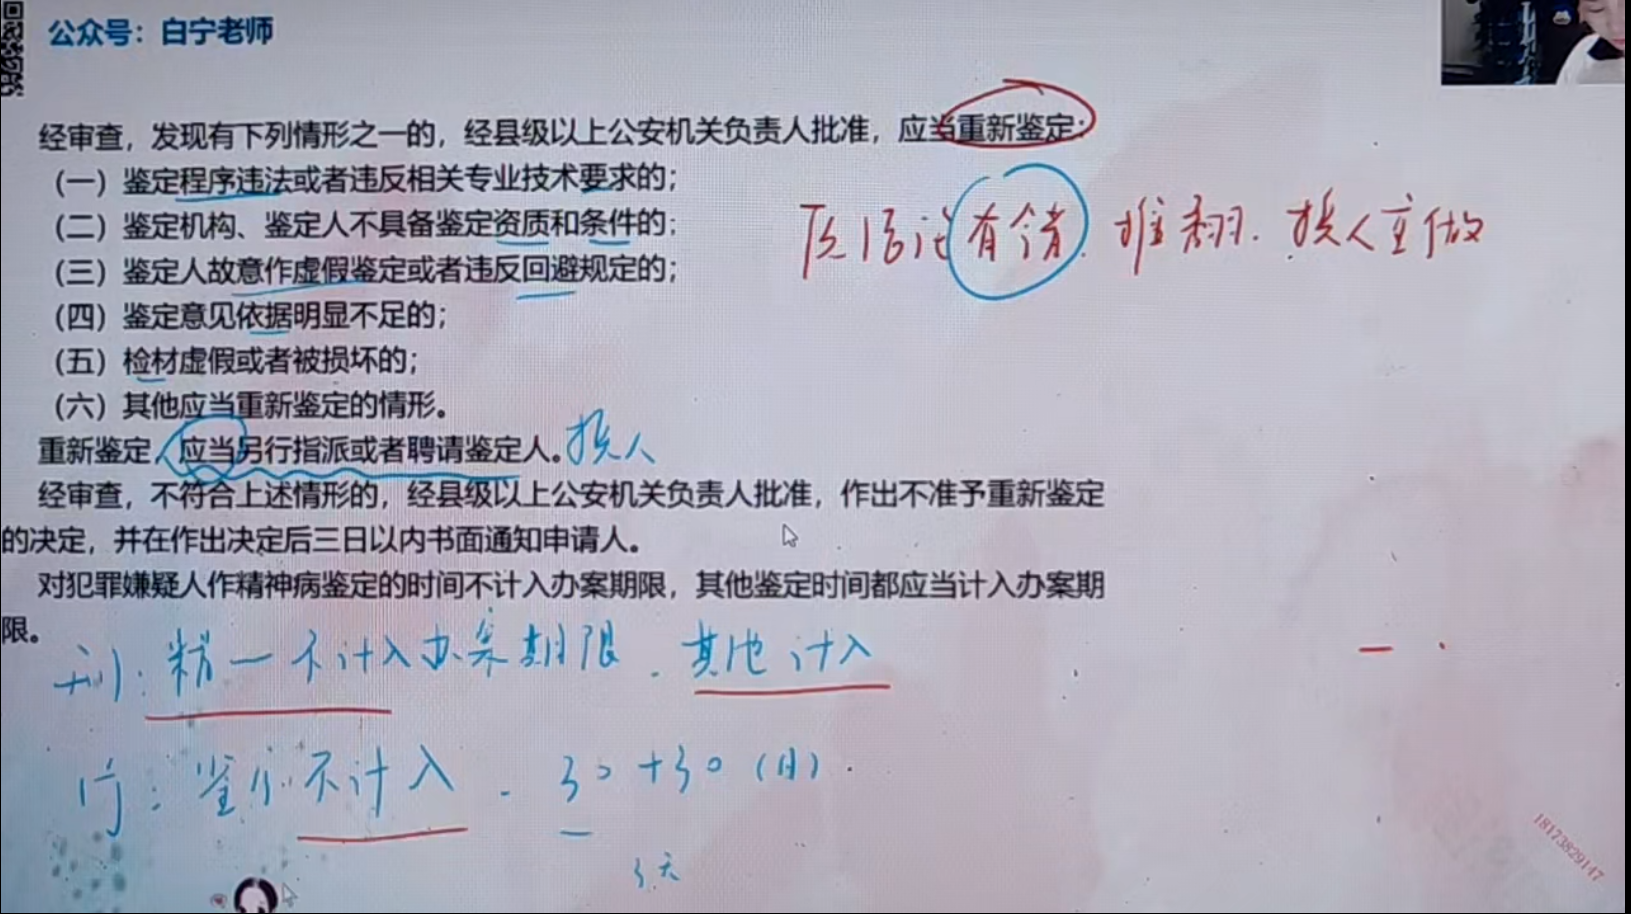 公众号：白宁老师
经审查，发现有下列情形之一的，经县级以上公安机关负责人批准，应当重新鉴定：
（一）鉴定程序违法或者违反相关专业技术要求的；
（二）鉴定机构、鉴定人不具备鉴定资质和条件的；
原结论有错 推翻. 换人重做
（三）鉴定人故意作虚假鉴定或者违反回避规定的；
（四）鉴定意见依据明显不足的；
（五）检材虚假或者被损坏的；
（六）其他应当重新鉴定的情形。
重新鉴定，应当另行指派或者聘请鉴定人。换人
经审查，不符合上述情形的，经县级以上公安机关负责人批准，作出不准予重新鉴定
的决定，并在作出决定后三日以内书面通知申请人。
对犯罪嫌疑人作精神病鉴定的时间不计入办案期限，其他鉴定时间都应当计入办案期
限。
刑：精一不计入办案期限. 其他计入
行：鉴 不计入. 30+30（日）.
天
18173829147